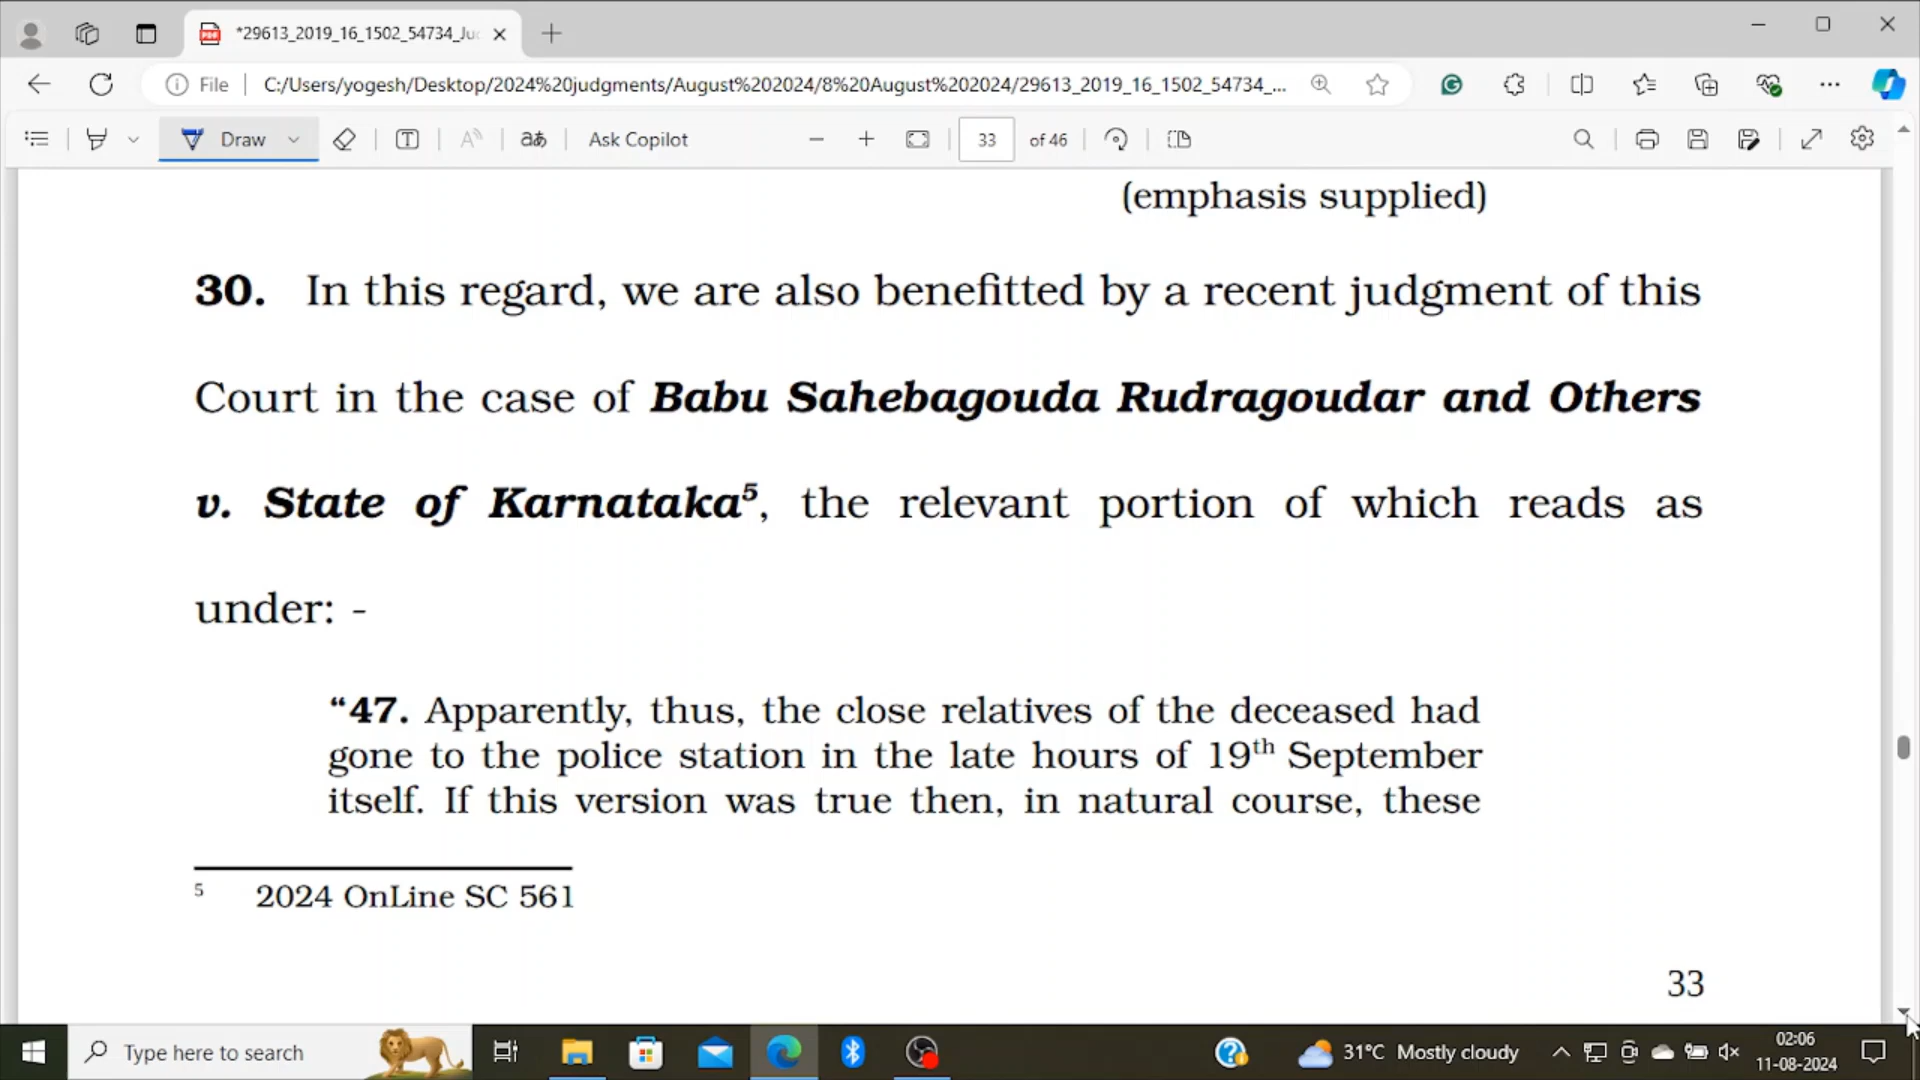 *29613_2019_16_1502_54734_Ju
File
C:/Users/yogesh/Desktop/2024%20judgments/August%202024/8%20August%202024/29613_2019_16_1502_54734_...
Draw
Ask Copilot
33
of 46
(emphasis supplied)
30. In this regard, we are also benefitted by a recent judgment of this
Court in the case of Babu Sahebagouda Rudragoudar and Others
v. State of Karnataka5, the relevant portion of which reads as
under: -
“47. Apparently, thus, the close relatives of the deceased had
gone to the police station in the late hours of 19th September
itself. If this version was true then, in natural course, these
5 2024 OnLine SC 561
33
Type here to search
31°C Mostly cloudy
02:06
11-08-2024